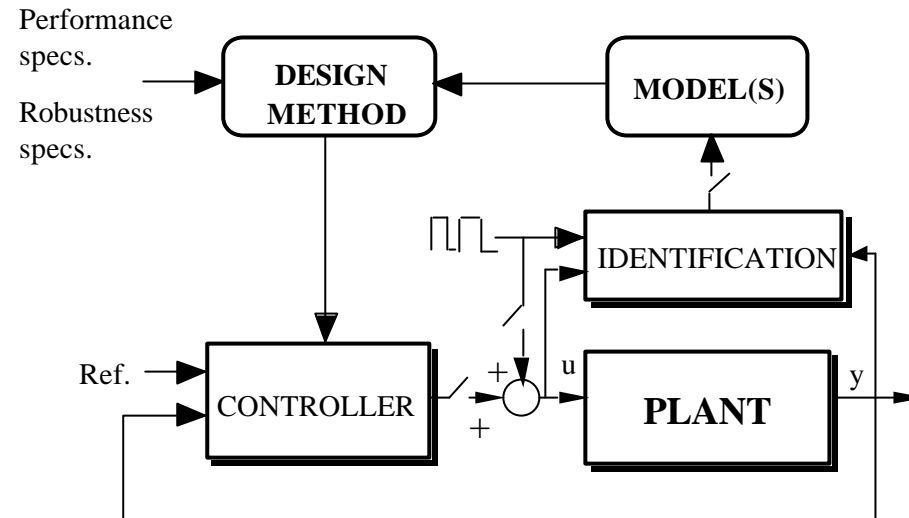 Performance
specs.
Robustness
specs.
DESIGN
METHOD
MODEL(S)
IDENTIFICATION
Ref.
CONTROLLER
+
+
u
PLANT
y